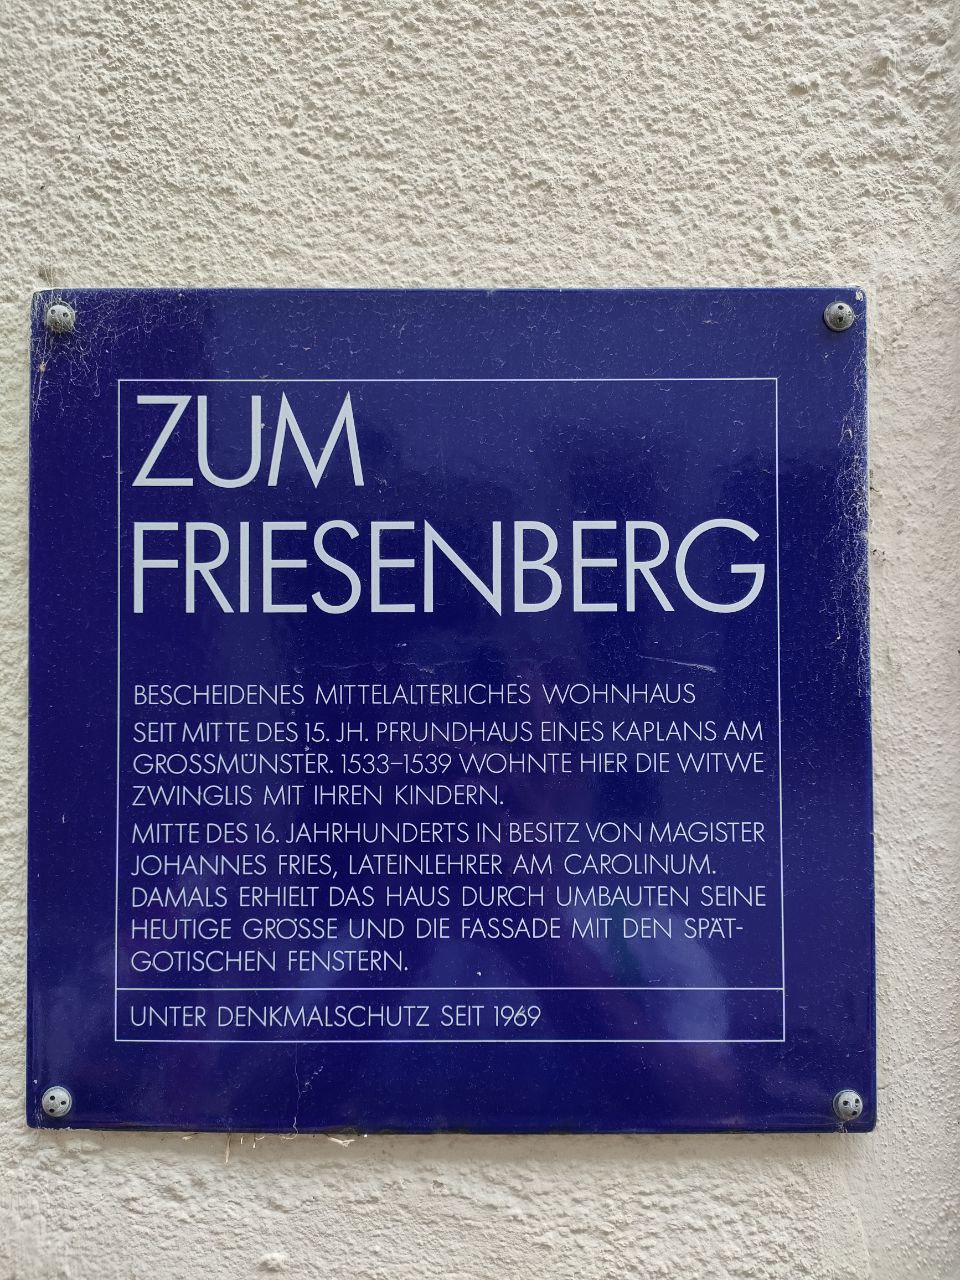 ZUM
FRIESENBERG
BESCHEIDENES MITTELALTERLICHES WOHNHAUS
SEIT MITTE DES 15. JH. PFRUNDHAUS EINES KAPLANS AM
GROSSMÜNSTER. 1533–1539 WOHNTE HIER DIE WITWE
ZWINGLIS MIT IHREN KINDERN.
MITTE DES 16. JAHRHUNDERTS IN BESITZ VON MAGISTER
JOHANNES FRIES, LATEINLEHRER AM CAROLINUM.
DAMALS ERHIELT DAS HAUS DURCH UMBAUTEN SEINE
HEUTIGE GRÖSSE UND DIE FASSADE MIT DEN SPÄT-
GOTISCHEN FENSTERN.
UNTER DENKMALSCHUTZ SEIT 1969